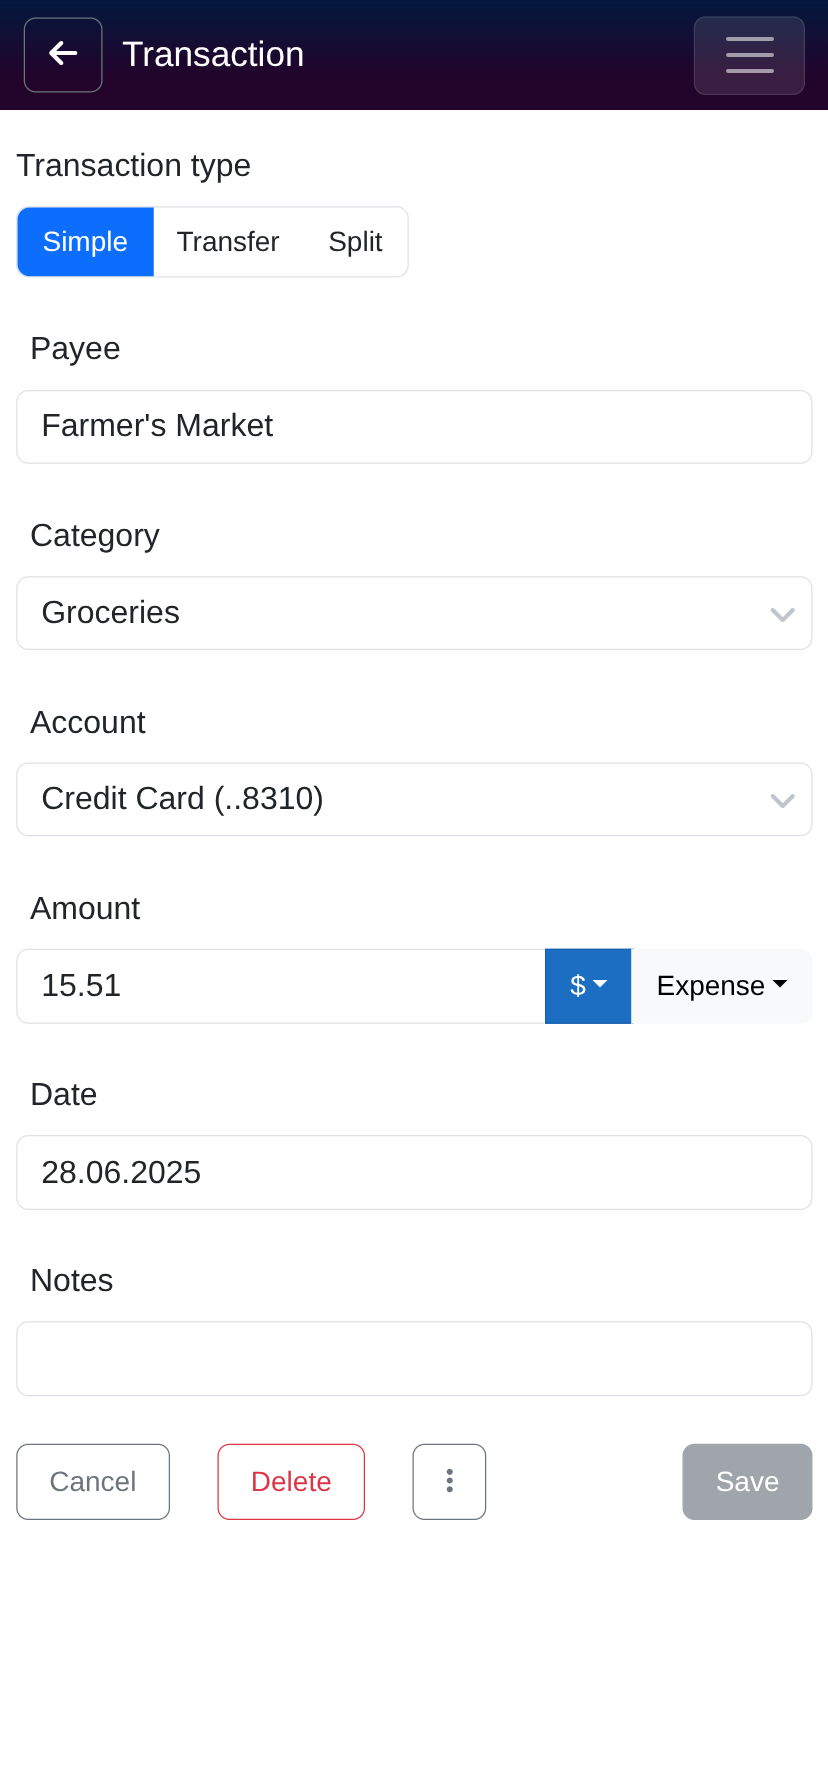 Transaction
Transaction type
Simple Transfer Split
Payee
Farmer's Market
Category
Groceries
Account
Credit Card (..8310)
Amount
15.51 $ Expense
Date
28.06.2025
Notes
Cancel Delete Save